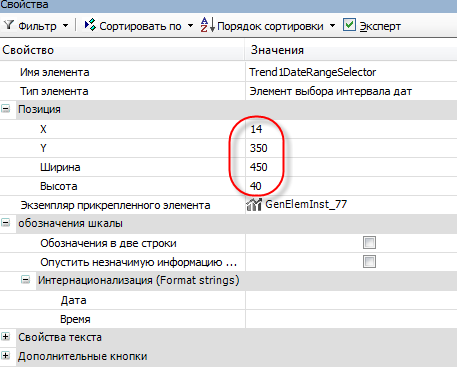 Свойства
Фильтр Сортировать по Порядок сортировки Эксперт
Свойство Значения
Имя элемента Trend1DateRangeSelector
Тип элемента Элемент выбора интервала дат
Позиция
X 14
Y 350
Ширина 450
Высота 40
Экземпляр прикрепленного элемента GenElemInst_77
обозначения шкалы
Обозначения в две строки
Опустить незначимую информацию ...
Интернационализация (Format strings)
Дата
Время
Свойства текста
Дополнительные кнопки